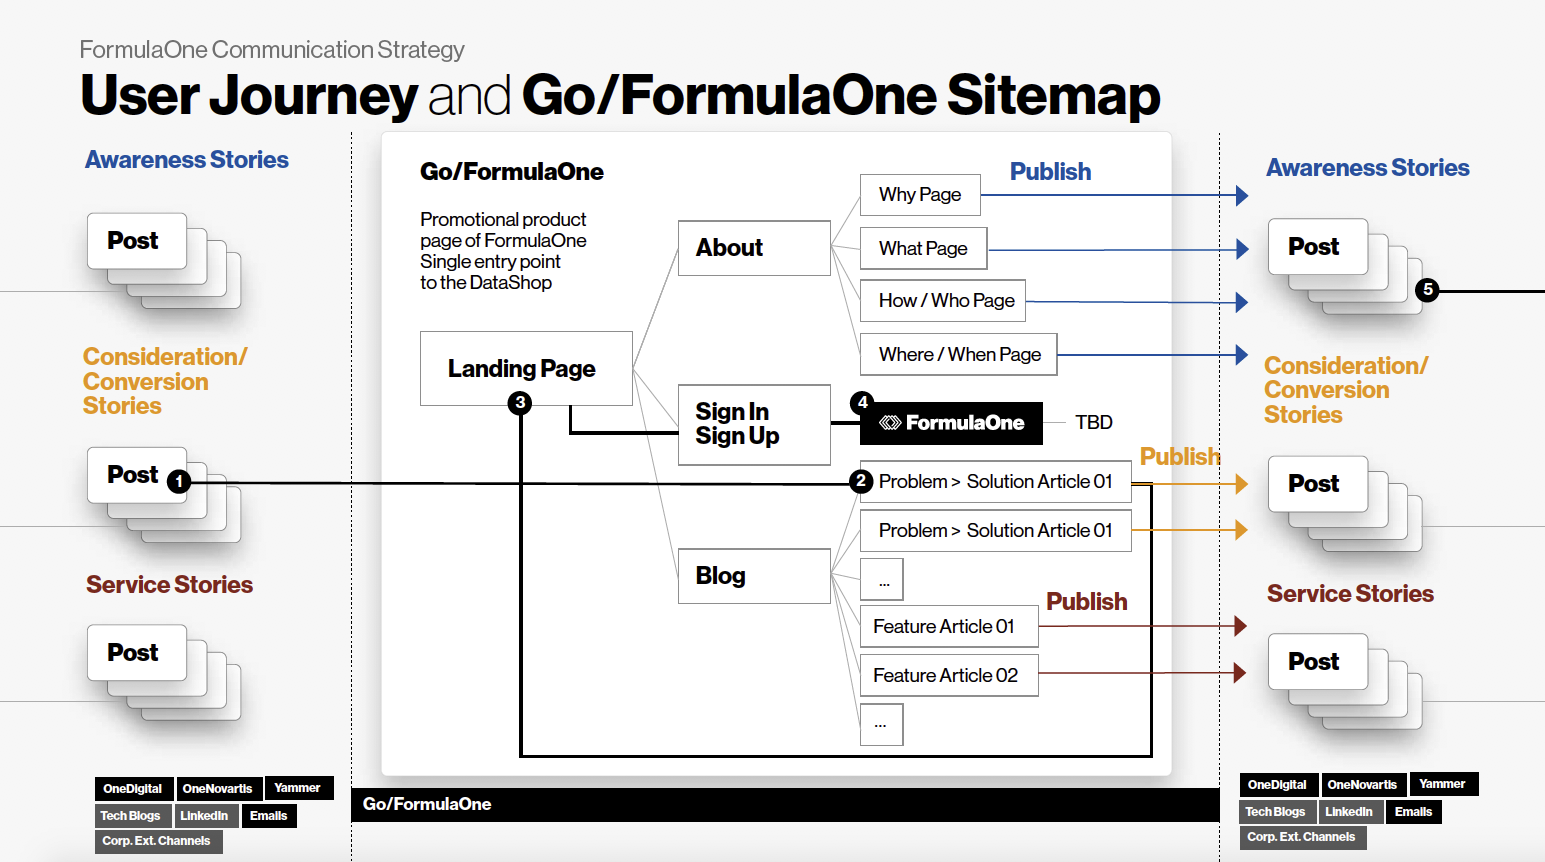 FormulaOne Communication Strategy
User Journey and Go/FormulaOne Sitemap
Awareness Stories
Post
Consideration/
Conversion
Stories
Post
1
Service Stories
Post
OneDigital
OneNovartis
Yammer
Tech Blogs
LinkedIn
Emails
Corp. Ext. Channels
Go/FormulaOne
Promotional product
page of FormulaOne
Single entry point
to the DataShop
Landing Page
3
About
Sign In
Sign Up
Blog
Why Page
What Page
How / Who Page
Where / When Page
Publish
4
FormulaOne
TBD
2
Problem > Solution Article 01
Problem > Solution Article 01
...
Publish
Feature Article 01
Feature Article 02
...
Publish
Go/FormulaOne
Awareness Stories
Post
5
Consideration/
Conversion
Stories
Post
Service Stories
Post
OneDigital
OneNovartis
Yammer
Tech Blogs
LinkedIn
Emails
Corp. Ext. Channels